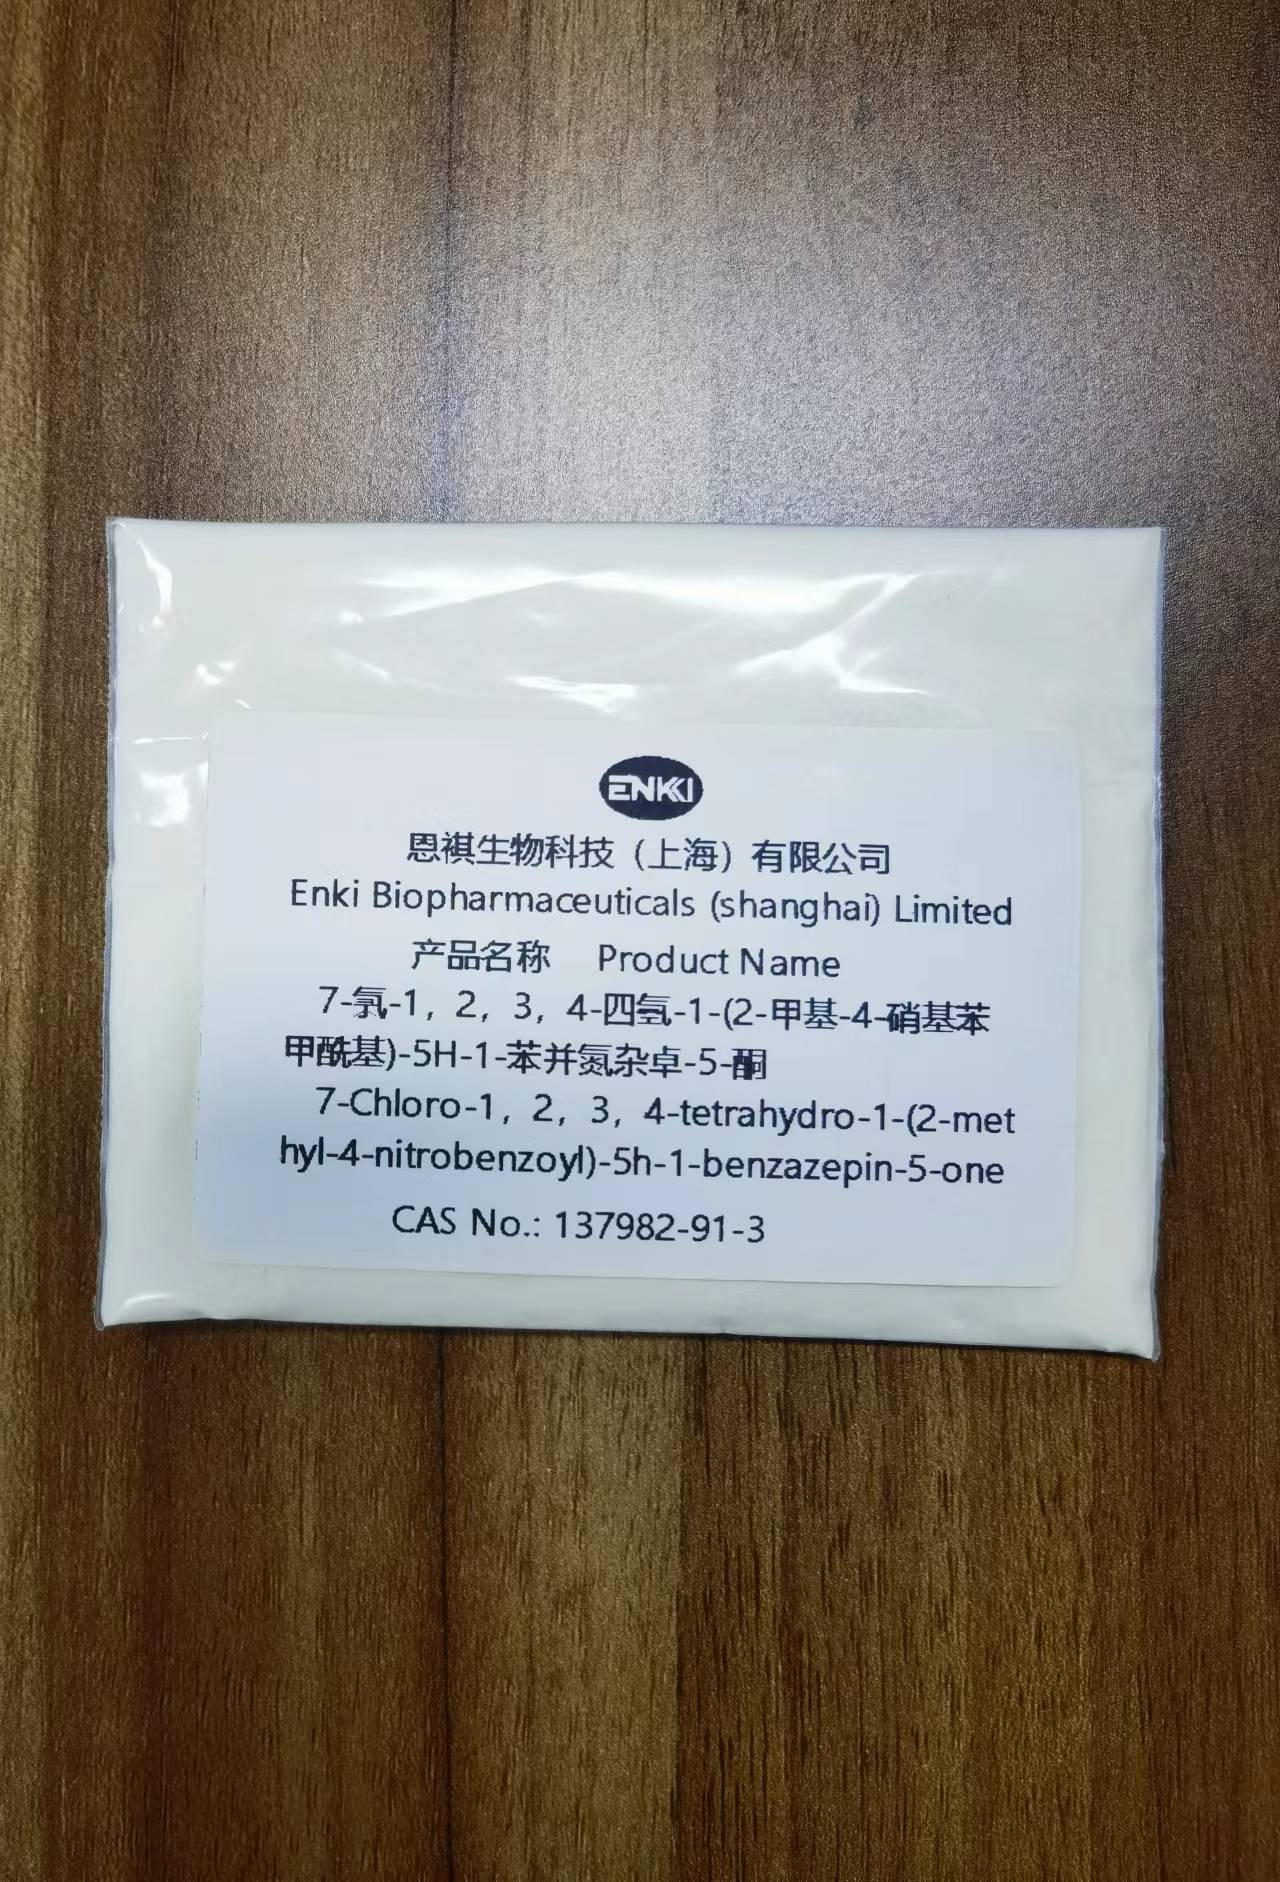 ENKI
恩祺生物科技（上海）有限公司
Enki Biopharmaceuticals (shanghai) Limited
产品名称 Product Name
7-氯-1，2，3，4-四氢-1-(2-甲基-4-硝基苯
甲酰基)-5H-1-苯并氮杂卓-5-酮
7-Chloro-1，2，3，4-tetrahydro-1-(2-met
hyl-4-nitrobenzoyl)-5h-1-benzazepin-5-one
CAS No.: 137982-91-3